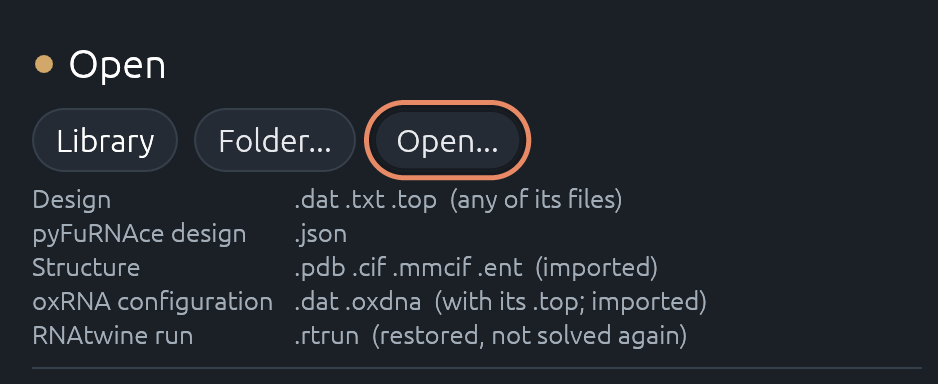 Open
Library Folder... Open...
Design .dat .txt .top (any of its files)
pyFuRNAce design .json
Structure .pdb .cif .mmcif .ent (imported)
oxRNA configuration .dat .oxdna (with its .top; imported)
RNAtwine run .rtrun (restored, not solved again)